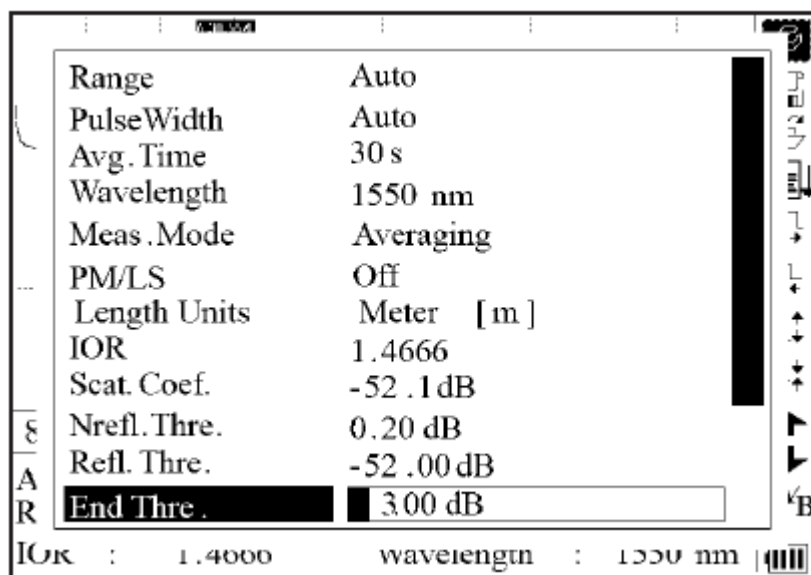 Range Auto
PulseWidth Auto
Avg.Time 30 s
Wavelength 1550 nm
Meas.Mode Averaging
PM/LS Off
Length Units Meter [m]
IOR 1.4666
Scat. Coef. -52.1dB
Nrefl.Thre. 0.20 dB
Refl. Thre. -52.00 dB
End Thre. 3.00 dB
A
R
B
IOR : 1.4666 Wavelength : 1550 nm